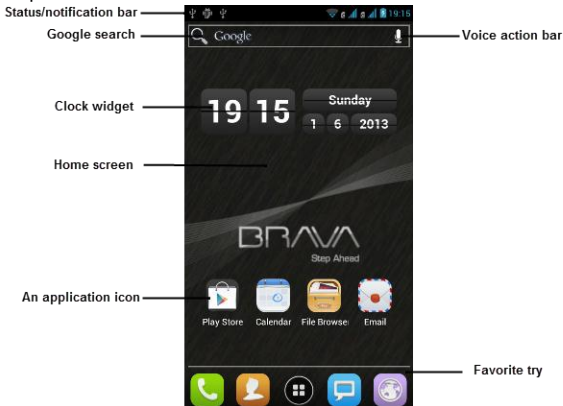 Status/notification bar
19:15
Google search
Google
Voice action bar
Clock widget
19 15
Sunday
1 6 2013
Home screen
BRAVA
Step Ahead
An application icon
Play Store Calendar File Browse Email
Favorite try